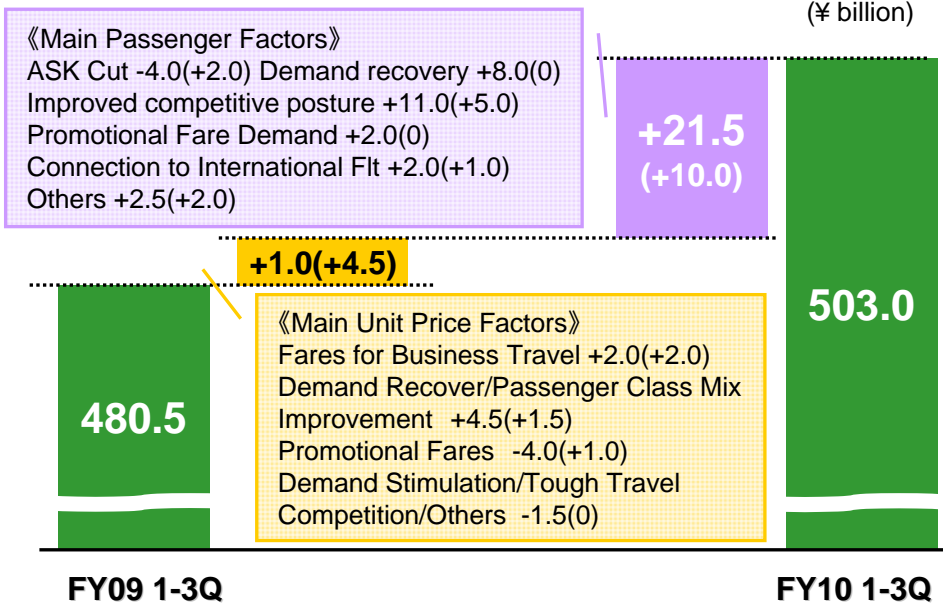 (¥ billion)
《Main Passenger Factors》
ASK Cut -4.0(+2.0) Demand recovery +8.0(0)
Improved competitive posture +11.0(+5.0)
Promotional Fare Demand +2.0(0)
Connection to International Flt +2.0(+1.0)
Others +2.5(+2.0)
+21.5
(+10.0)
+1.0(+4.5)
《Main Unit Price Factors》
Fares for Business Travel +2.0(+2.0)
Demand Recover/Passenger Class Mix
Improvement +4.5(+1.5)
Promotional Fares -4.0(+1.0)
Demand Stimulation/Tough Travel
Competition/Others -1.5(0)
480.5
503.0
FY09 1-3Q
FY10 1-3Q